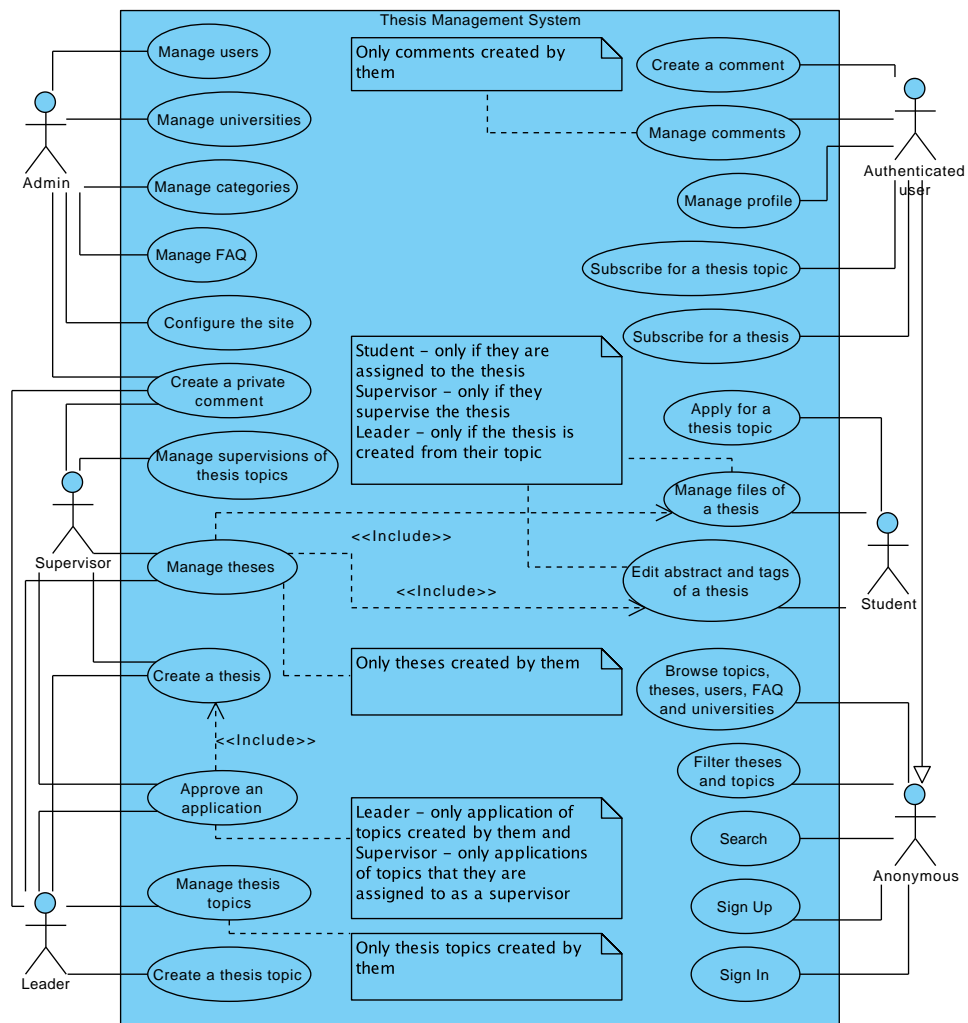 Thesis Management System
Manage users
Only comments created by
them
Create a comment
Manage universities
Manage comments
Admin
Authenticated
user
Manage categories
Manage profile
Manage FAQ
Subscribe for a thesis topic
Configure the site
Subscribe for a thesis
Student – only if they are
assigned to the thesis
Supervisor – only if they
supervise the thesis
Leader – only if the thesis is
created from their topic
Create a private
comment
Apply for a
thesis topic
Manage supervisions of
thesis topics
Manage files of
a thesis
<<Include>>
Supervisor
Manage theses
Edit abstract and tags
of a thesis
<<Include>>
Student
Create a thesis
Only theses created by them
Browse topics,
theses, users, FAQ
and universities
<<Include>>
Filter theses
and topics
Approve an
application
Leader – only application of
topics created by them and
Supervisor – only applications
of topics that they are
assigned to as a supervisor
Search
Anonymous
Manage thesis
topics
Sign Up
Only thesis topics created by
them
Leader
Create a thesis topic
Sign In